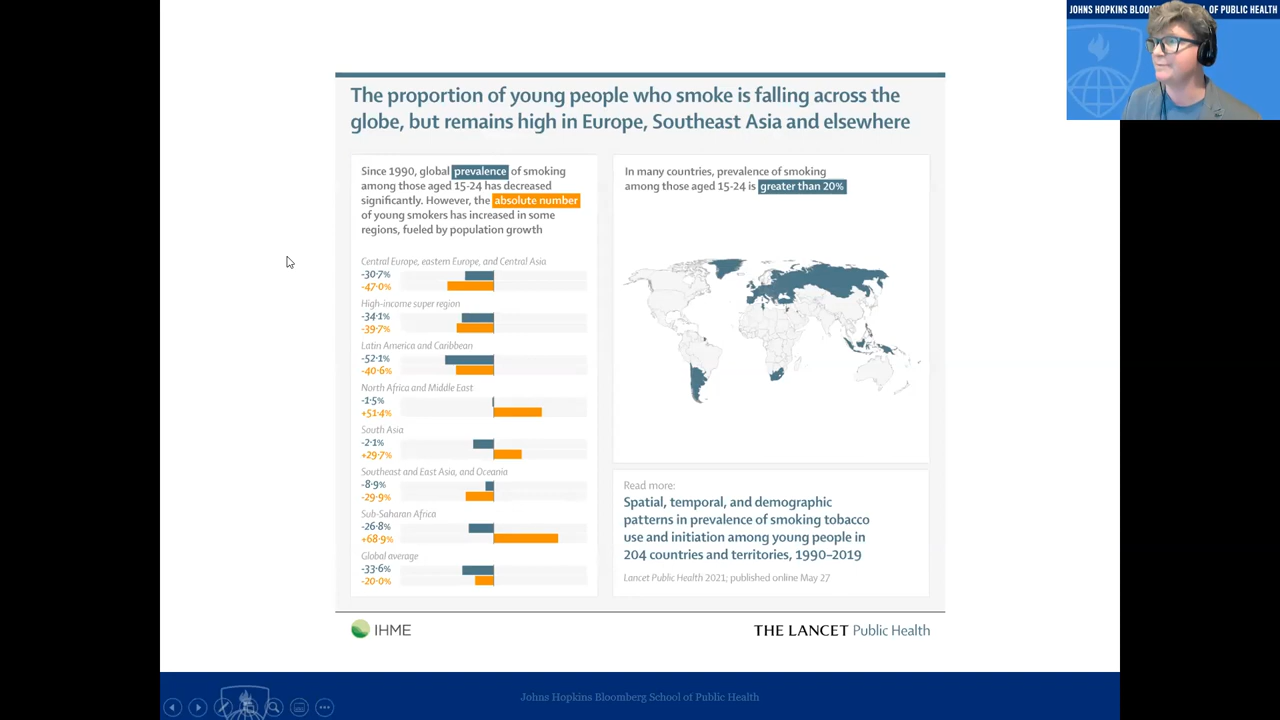 JOHNS HOPKINS BLOOM OF PUBLIC HEALTH
The proportion of young people who smoke is falling across the
globe, but remains high in Europe, Southeast Asia and elsewhere
Since 1990, global prevalence of smoking
among those aged 15-24 has decreased
significantly. However, the absolute number
of young smokers has increased in some
regions, fueled by population growth
Central Europe, eastern Europe, and Central Asia
-30·7%
-47·0%
High-income super region
-34·1%
-39·7%
Latin America and Caribbean
-52·1%
-40·6%
North Africa and Middle East
-1·5%
+51·4%
South Asia
-2·1%
+29·7%
Southeast and East Asia, and Oceania
-8·9%
-29·9%
Sub-Saharan Africa
-26·8%
+68·9%
Global average
-33·6%
-20·0%
In many countries, prevalence of smoking
among those aged 15-24 is greater than 20%
Read more:
Spatial, temporal, and demographic
patterns in prevalence of smoking tobacco
use and initiation among young people in
204 countries and territories, 1990–2019
Lancet Public Health 2021; published online May 27
IHME
THE LANCET Public Health
Johns Hopkins Bloomberg School of Public Health